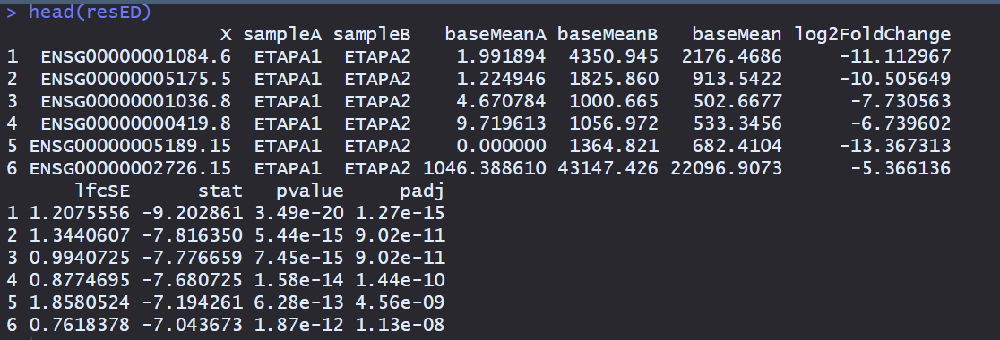 > head(resED)
                   X sampleA sampleB  baseMeanA baseMeanB   baseMean log2FoldChange
1  ENSG00000001084.6  ETAPA1  ETAPA2    1.991894  4350.945  2176.4686     -11.112967
2  ENSG00000005175.5  ETAPA1  ETAPA2    1.224946  1825.860   913.5422     -10.505649
3  ENSG00000001036.8  ETAPA1  ETAPA2    4.670784  1000.665   502.6677      -7.730563
4  ENSG00000000419.8  ETAPA1  ETAPA2    9.719613  1056.972   533.3456      -6.739602
5 ENSG00000005189.15  ETAPA1  ETAPA2    0.000000  1364.821   682.4104     -13.367313
6 ENSG00000002726.15  ETAPA1  ETAPA2 1046.388610 43147.426 22096.9073      -5.366136
      lfcSE      stat   pvalue     padj
1 1.2075556 -9.202861 3.49e-20 1.27e-15
2 1.3440607 -7.816350 5.44e-15 9.02e-11
3 0.9940725 -7.776659 7.45e-15 9.02e-11
4 0.8774695 -7.680725 1.58e-14 1.44e-10
5 1.8580524 -7.194261 6.28e-13 4.56e-09
6 0.7618378 -7.043673 1.87e-12 1.13e-08